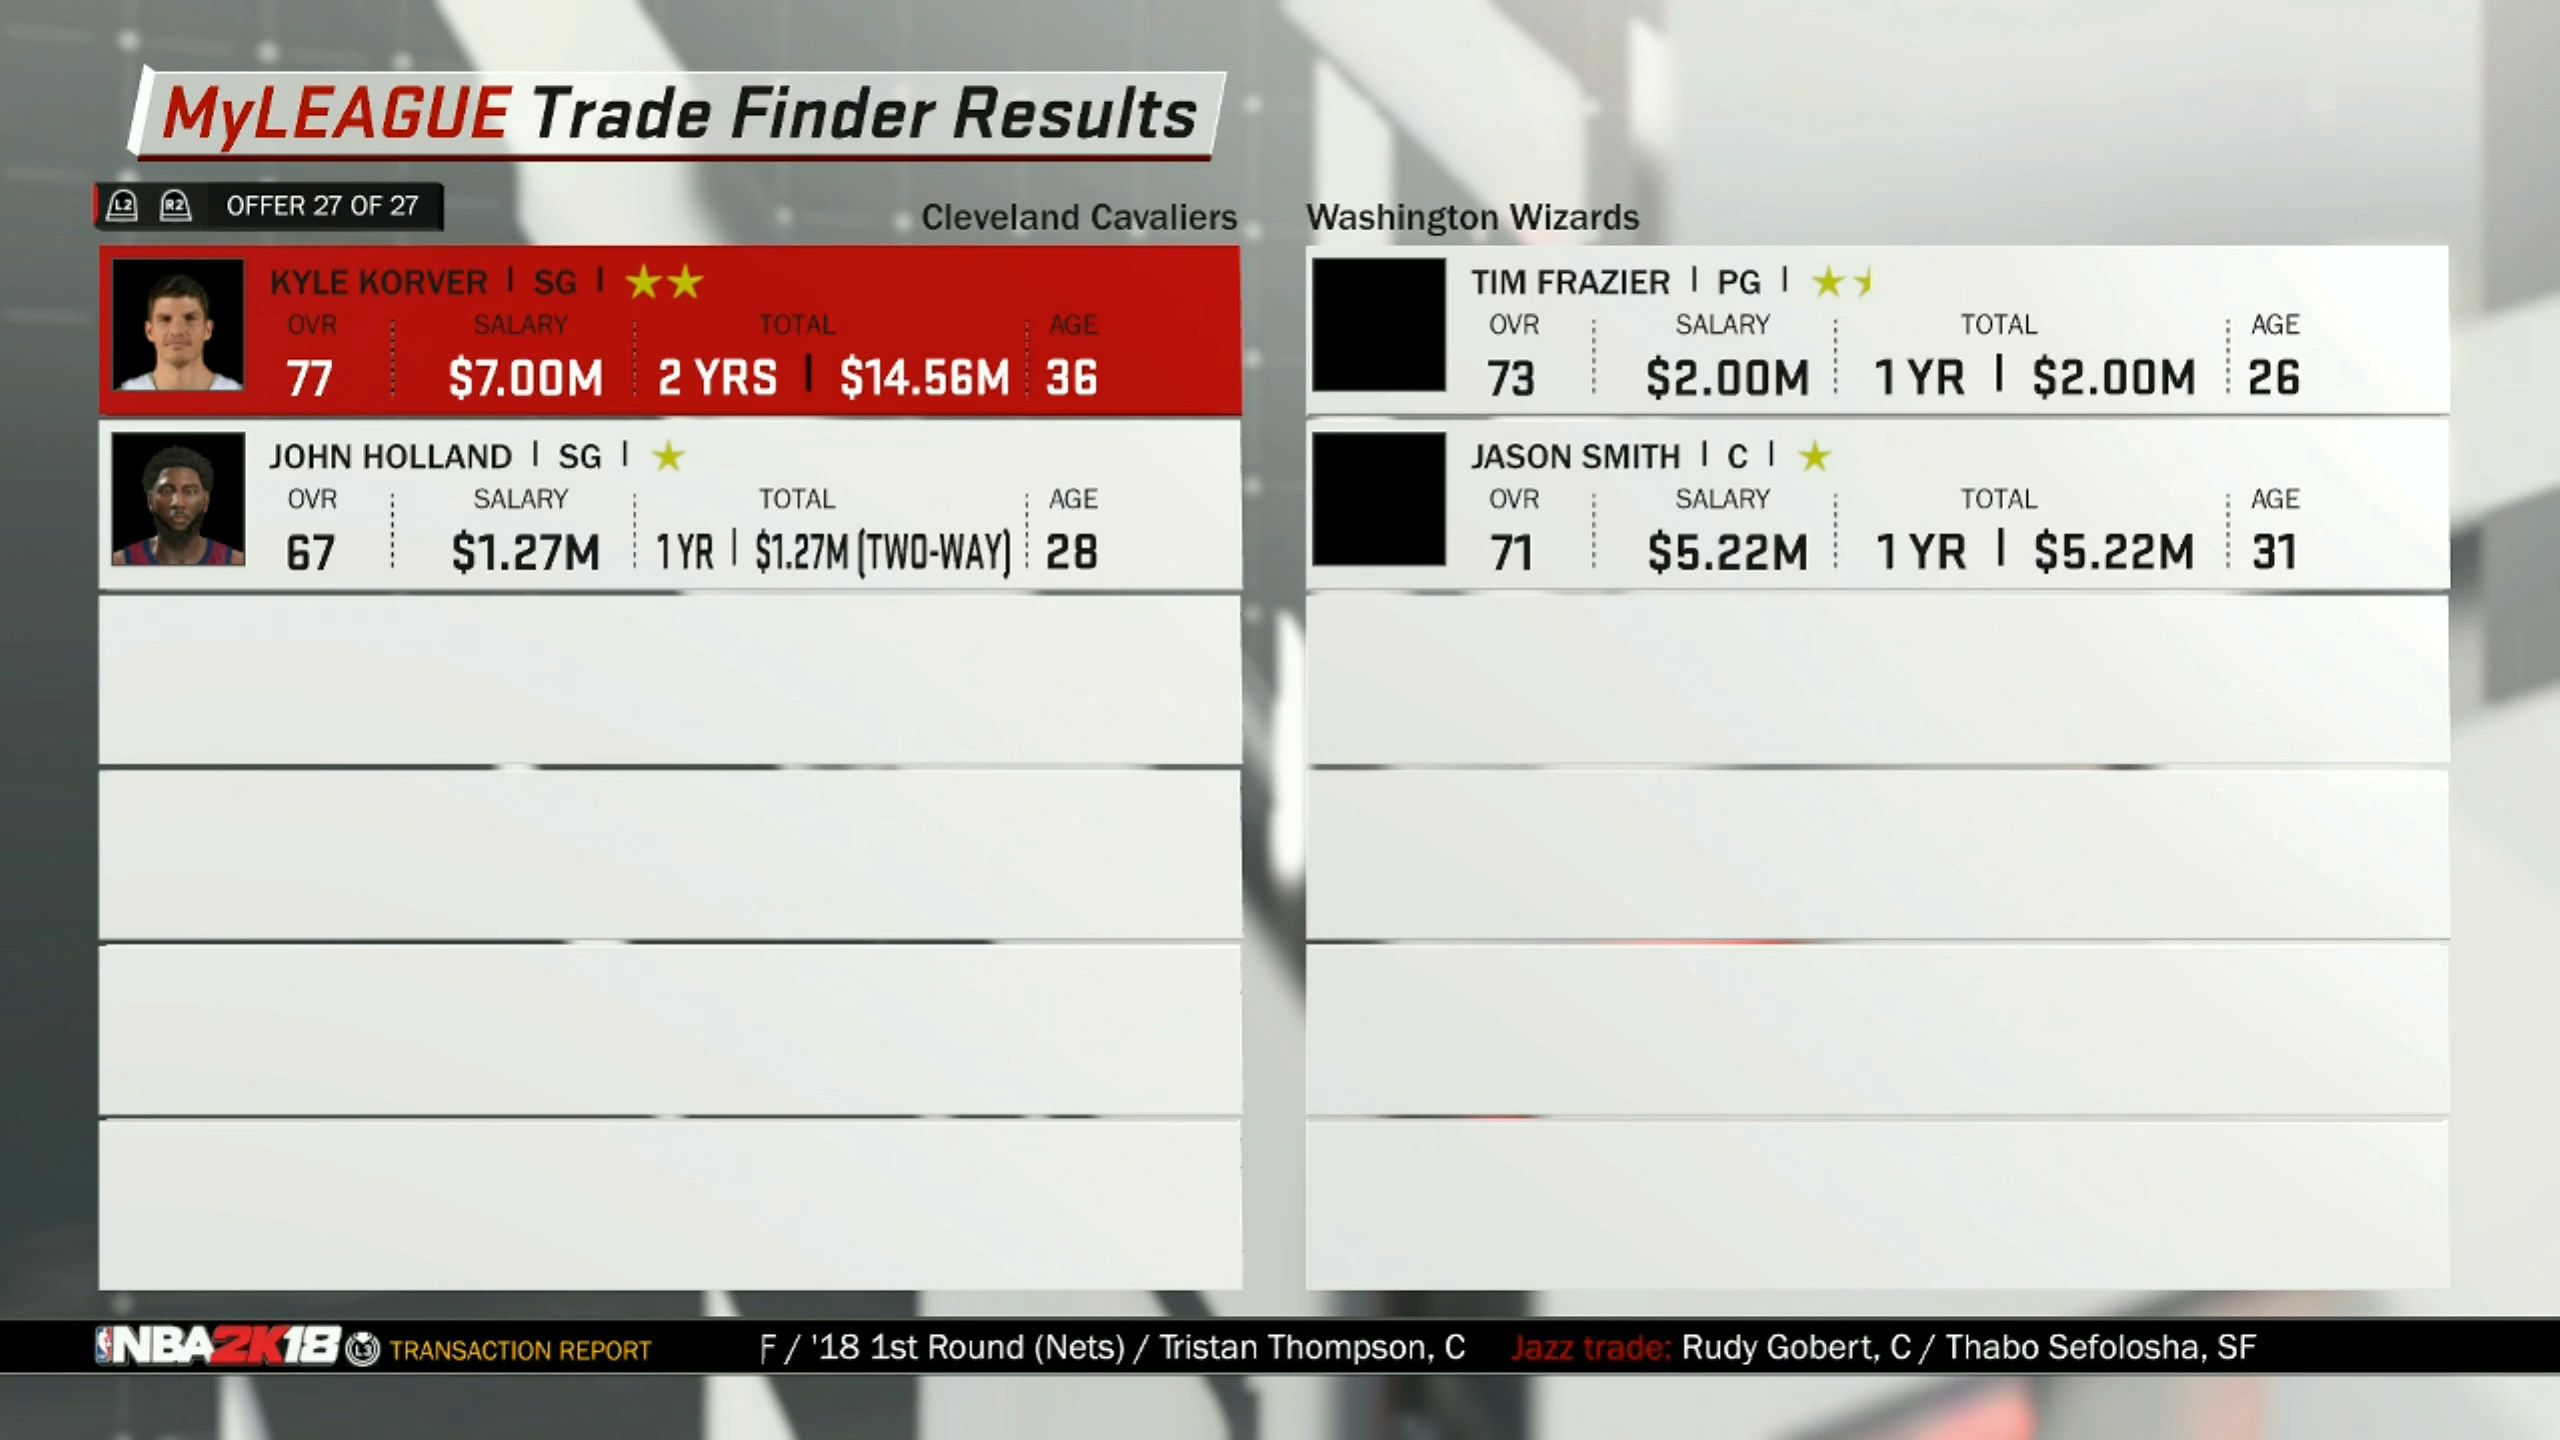 MyLEAGUE Trade Finder Results
L2 R2 OFFER 27 OF 27
Cleveland Cavaliers
KYLE KORVER | SG |
OVR SALARY TOTAL AGE
77 $7.00M 2 YRS | $14.56M 36
JOHN HOLLAND | SG |
OVR SALARY TOTAL AGE
67 $1.27M 1 YR | $1.27M (TWO-WAY) 28
Washington Wizards
TIM FRAZIER | PG |
OVR SALARY TOTAL AGE
73 $2.00M 1 YR | $2.00M 26
JASON SMITH | C |
OVR SALARY TOTAL AGE
71 $5.22M 1 YR | $5.22M 31
NBA2K18 LS TRANSACTION REPORT F / '18 1st Round (Nets) / Tristan Thompson, C Jazz trade: Rudy Gobert, C / Thabo Sefolosha, SF